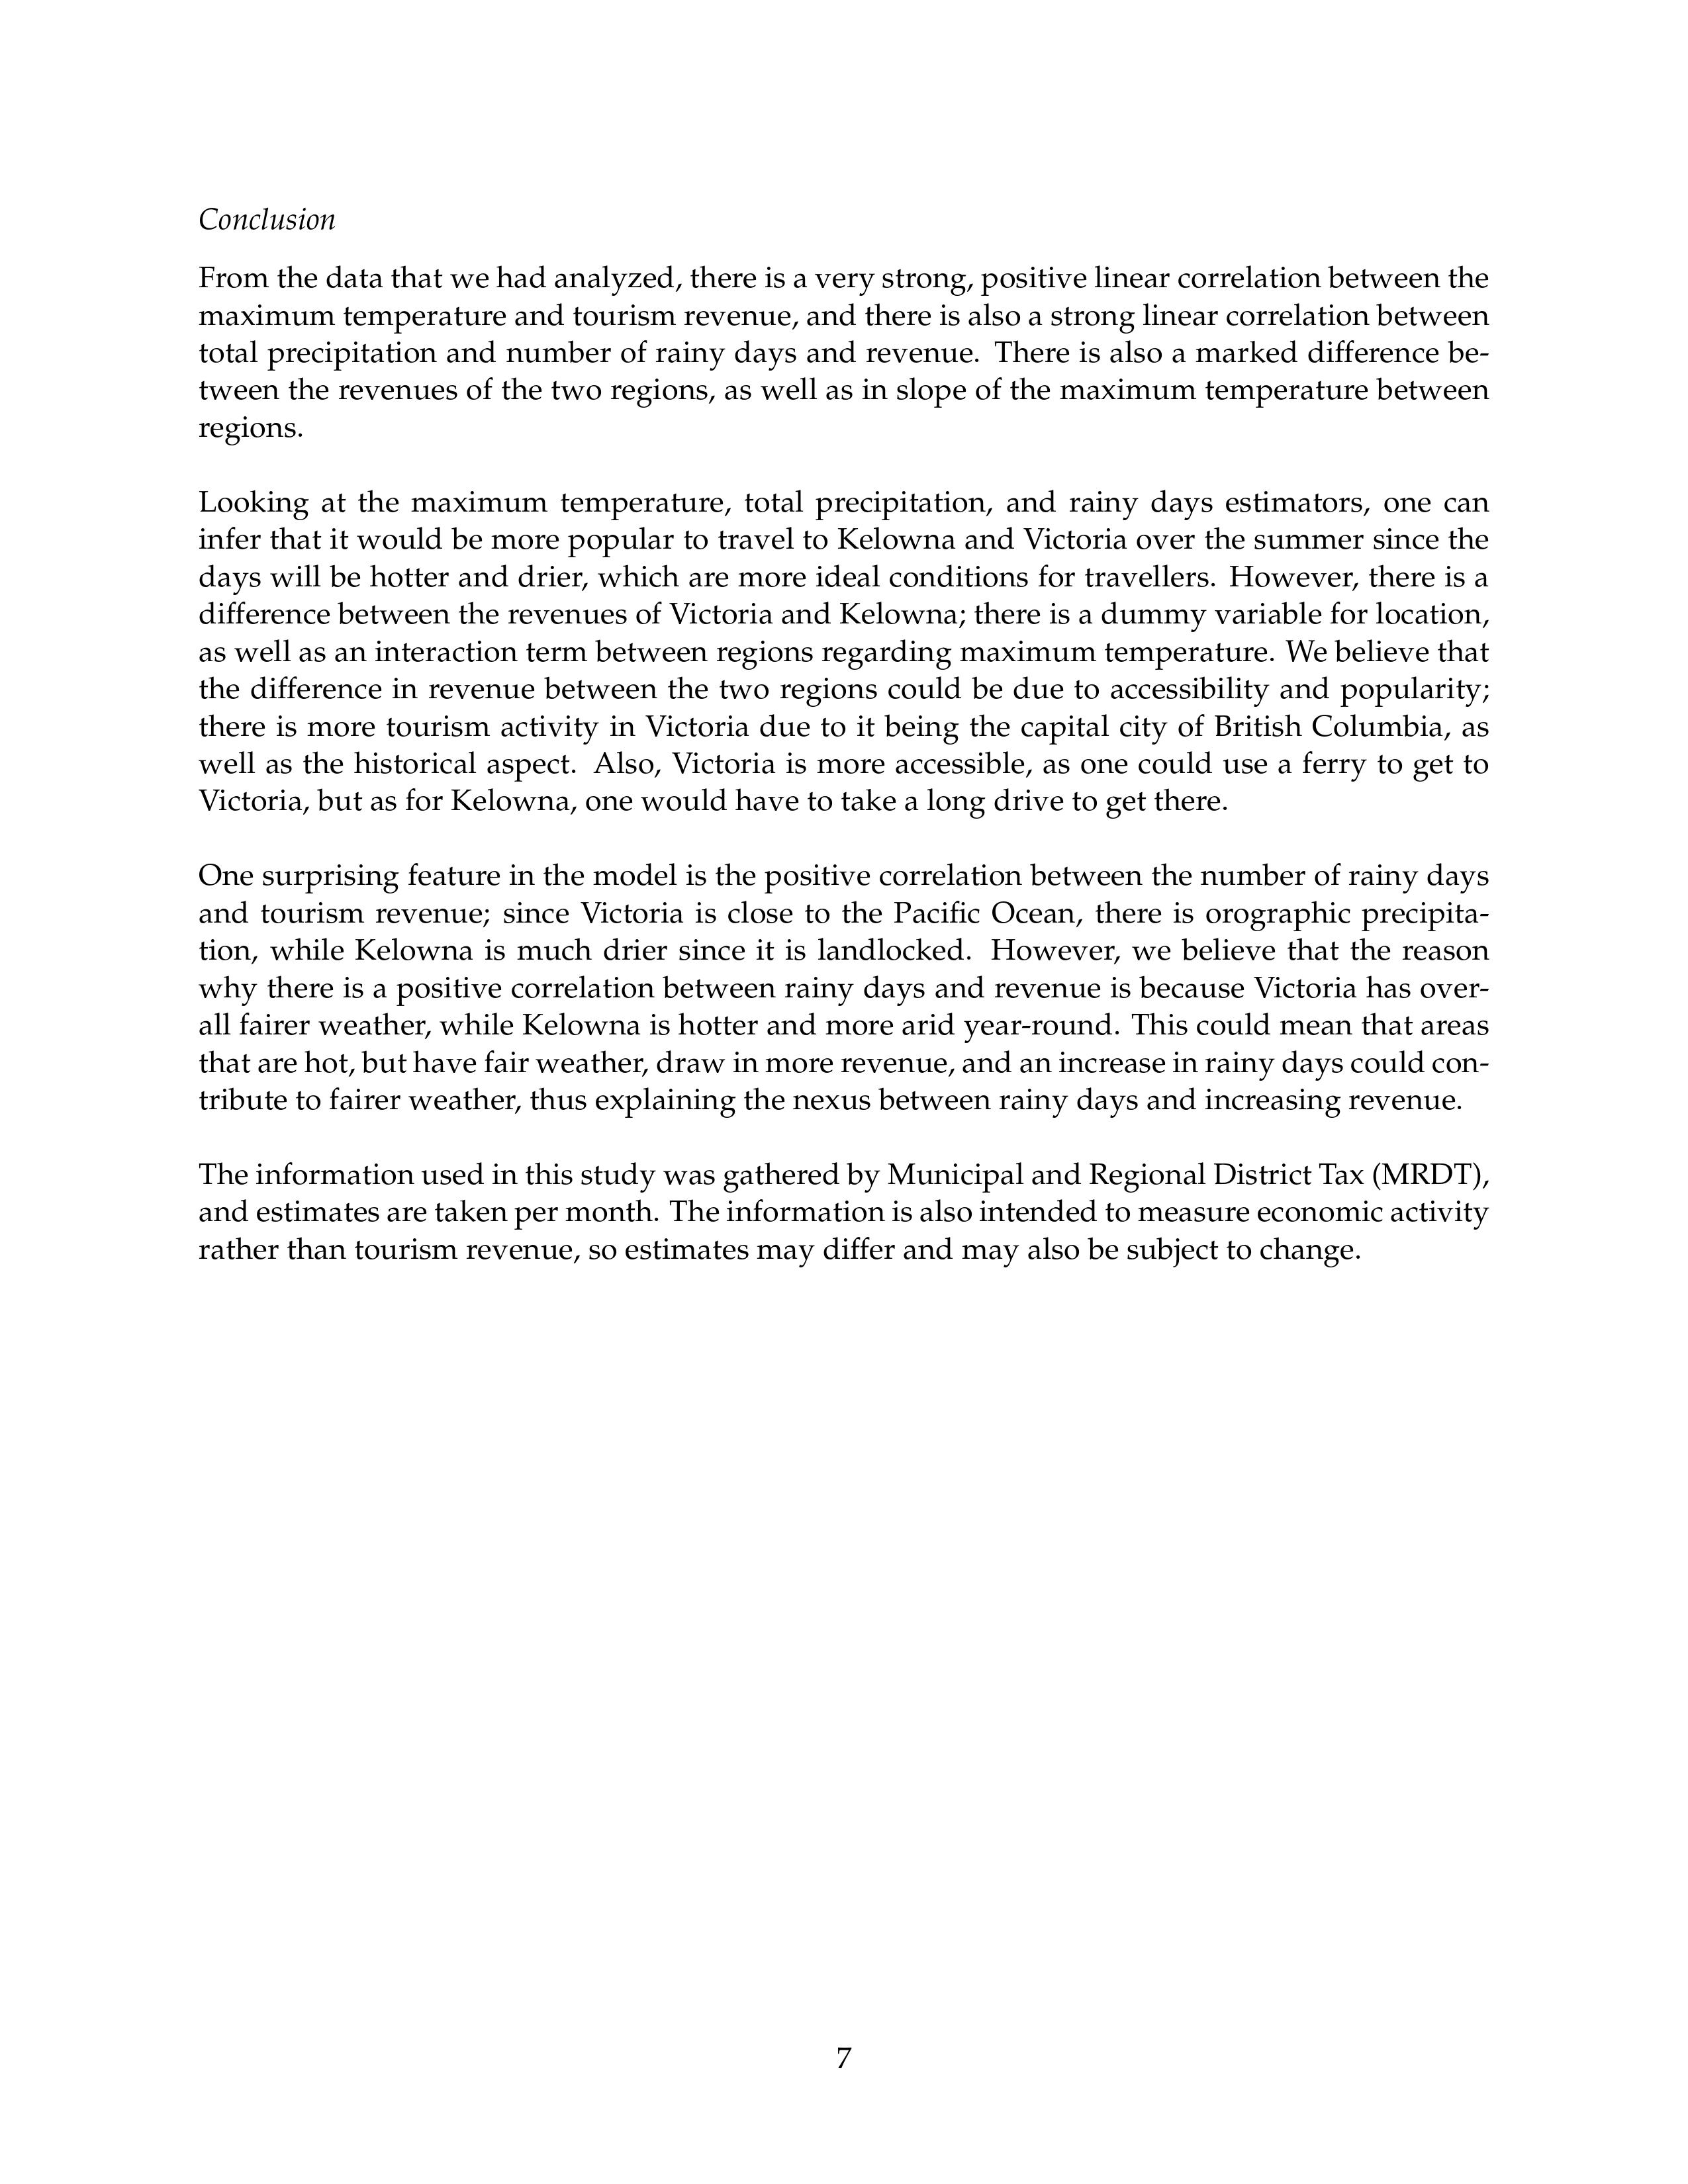 Conclusion
From the data that we had analyzed, there is a very strong, positive linear correlation between the
maximum temperature and tourism revenue, and there is also a strong linear correlation between
total precipitation and number of rainy days and revenue. There is also a marked difference be-
tween the revenues of the two regions, as well as in slope of the maximum temperature between
regions.
Looking at the maximum temperature, total precipitation, and rainy days estimators, one can
infer that it would be more popular to travel to Kelowna and Victoria over the summer since the
days will be hotter and drier, which are more ideal conditions for travellers. However, there is a
difference between the revenues of Victoria and Kelowna; there is a dummy variable for location,
as well as an interaction term between regions regarding maximum temperature. We believe that
the difference in revenue between the two regions could be due to accessibility and popularity;
there is more tourism activity in Victoria due to it being the capital city of British Columbia, as
well as the historical aspect. Also, Victoria is more accessible, as one could use a ferry to get to
Victoria, but as for Kelowna, one would have to take a long drive to get there.
One surprising feature in the model is the positive correlation between the number of rainy days
and tourism revenue; since Victoria is close to the Pacific Ocean, there is orographic precipita-
tion, while Kelowna is much drier since it is landlocked. However, we believe that the reason
why there is a positive correlation between rainy days and revenue is because Victoria has over-
all fairer weather, while Kelowna is hotter and more arid year-round. This could mean that areas
that are hot, but have fair weather, draw in more revenue, and an increase in rainy days could con-
tribute to fairer weather, thus explaining the nexus between rainy days and increasing revenue.
The information used in this study was gathered by Municipal and Regional District Tax (MRDT),
and estimates are taken per month. The information is also intended to measure economic activity
rather than tourism revenue, so estimates may differ and may also be subject to change.
7